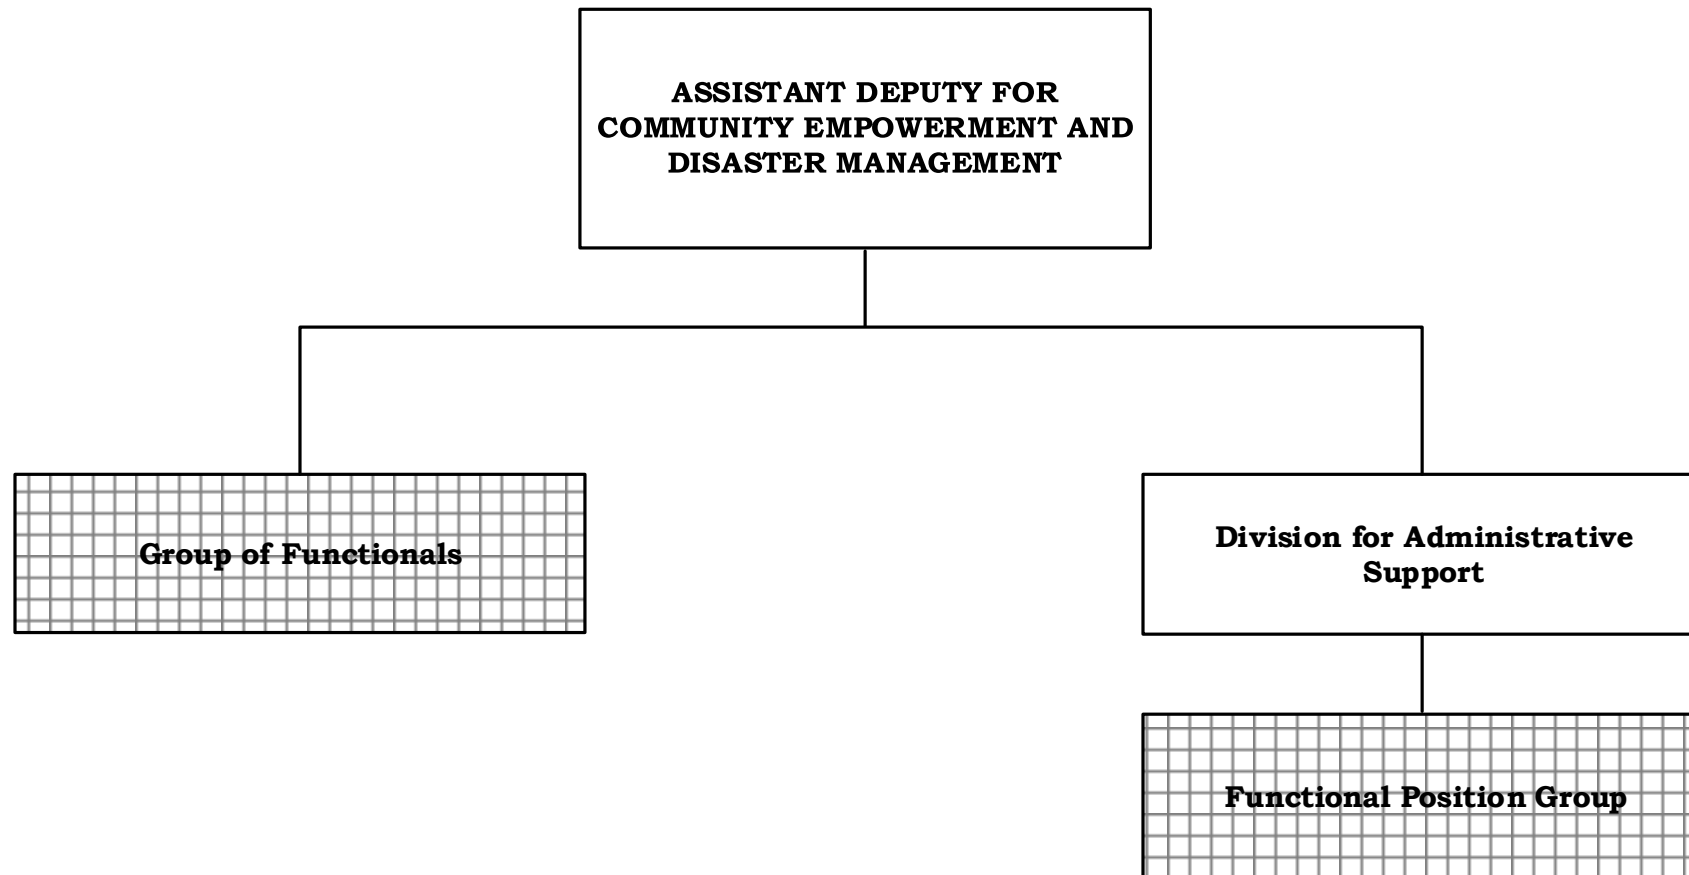 ASSISTANT DEPUTY FOR
COMMUNITY EMPOWERMENT AND
DISASTER MANAGEMENT
Group of Functionals
Division for Administrative
Support
Functional Position Group